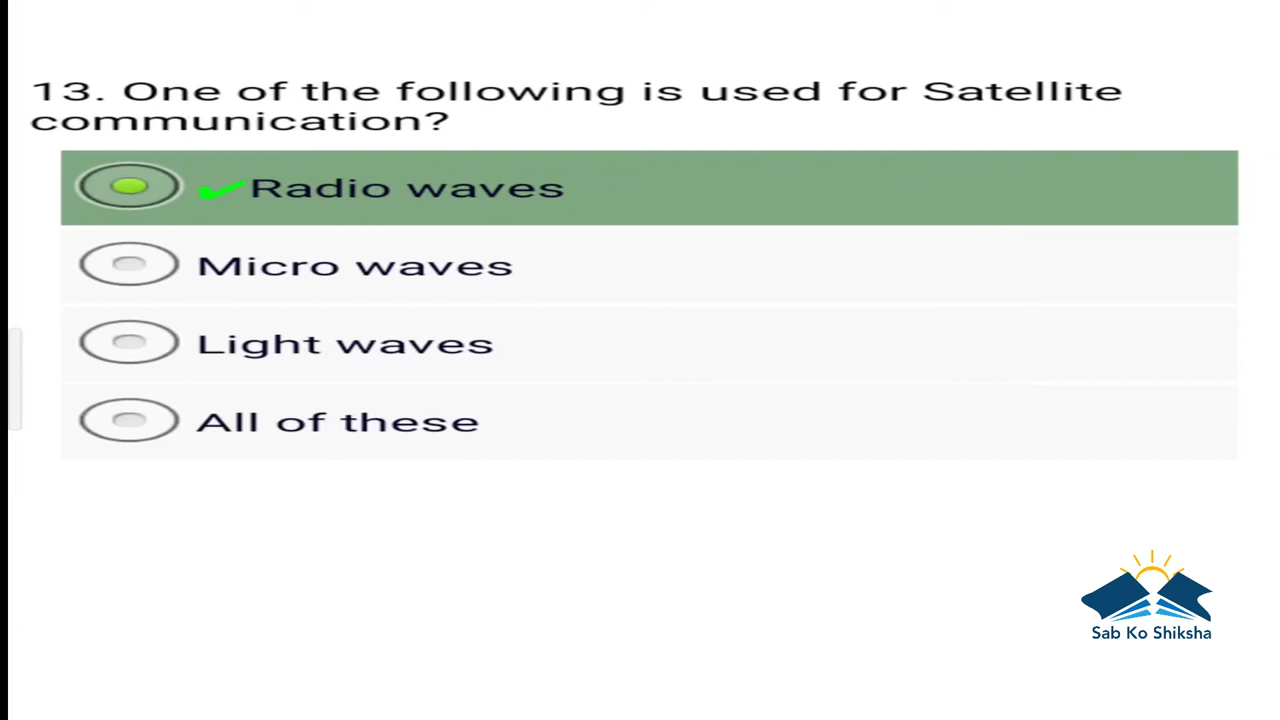 13. One of the following is used for Satellite
communication?
✔Radio waves
Micro waves
Light waves
All of these
Sab Ko Shiksha